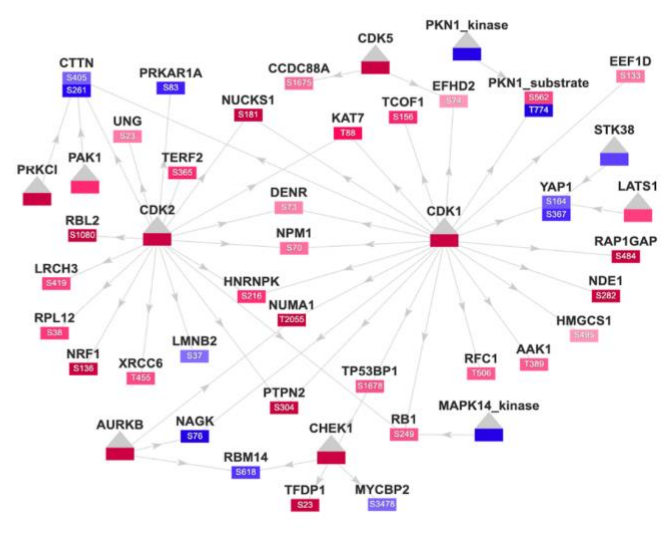 PKN1_kinase
CDK5
CTTN
S405
S261
PRKAR1A
S83
CCDC88A
S1675
EFHD2
S74
PKN1_substrate
S562
T774
EEF1D
S133
NUCKS1
S181
TCOF1
S156
KAT7
T88
UNG
S23
STK38
TERF2
S365
PRKCI
PAK1
YAP1
S164
S367
LATS1
DENR
S73
CDK2
CDK1
RBL2
S1080
NPM1
S70
RAP1GAP
S484
LRCH3
S419
HNRNPK
S216
NDE1
S282
NUMA1
T2055
RPL12
S38
HMGCS1
S495
NRF1
S136
XRCC6
T455
LMNB2
S37
TP53BP1
S1678
RFC1
T506
AAK1
T389
PTPN2
S304
RB1
S249
MAPK14_kinase
AURKB
NAGK
S76
CHEK1
RBM14
S618
TFDP1
S23
MYCBP2
S3478